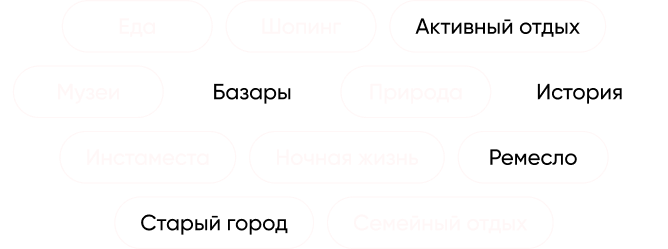 Еда Шопинг Активный отдых
Музеи Базары Природа История
Инстаместа Ночная жизнь Ремесло
Старый город Семейный отдых